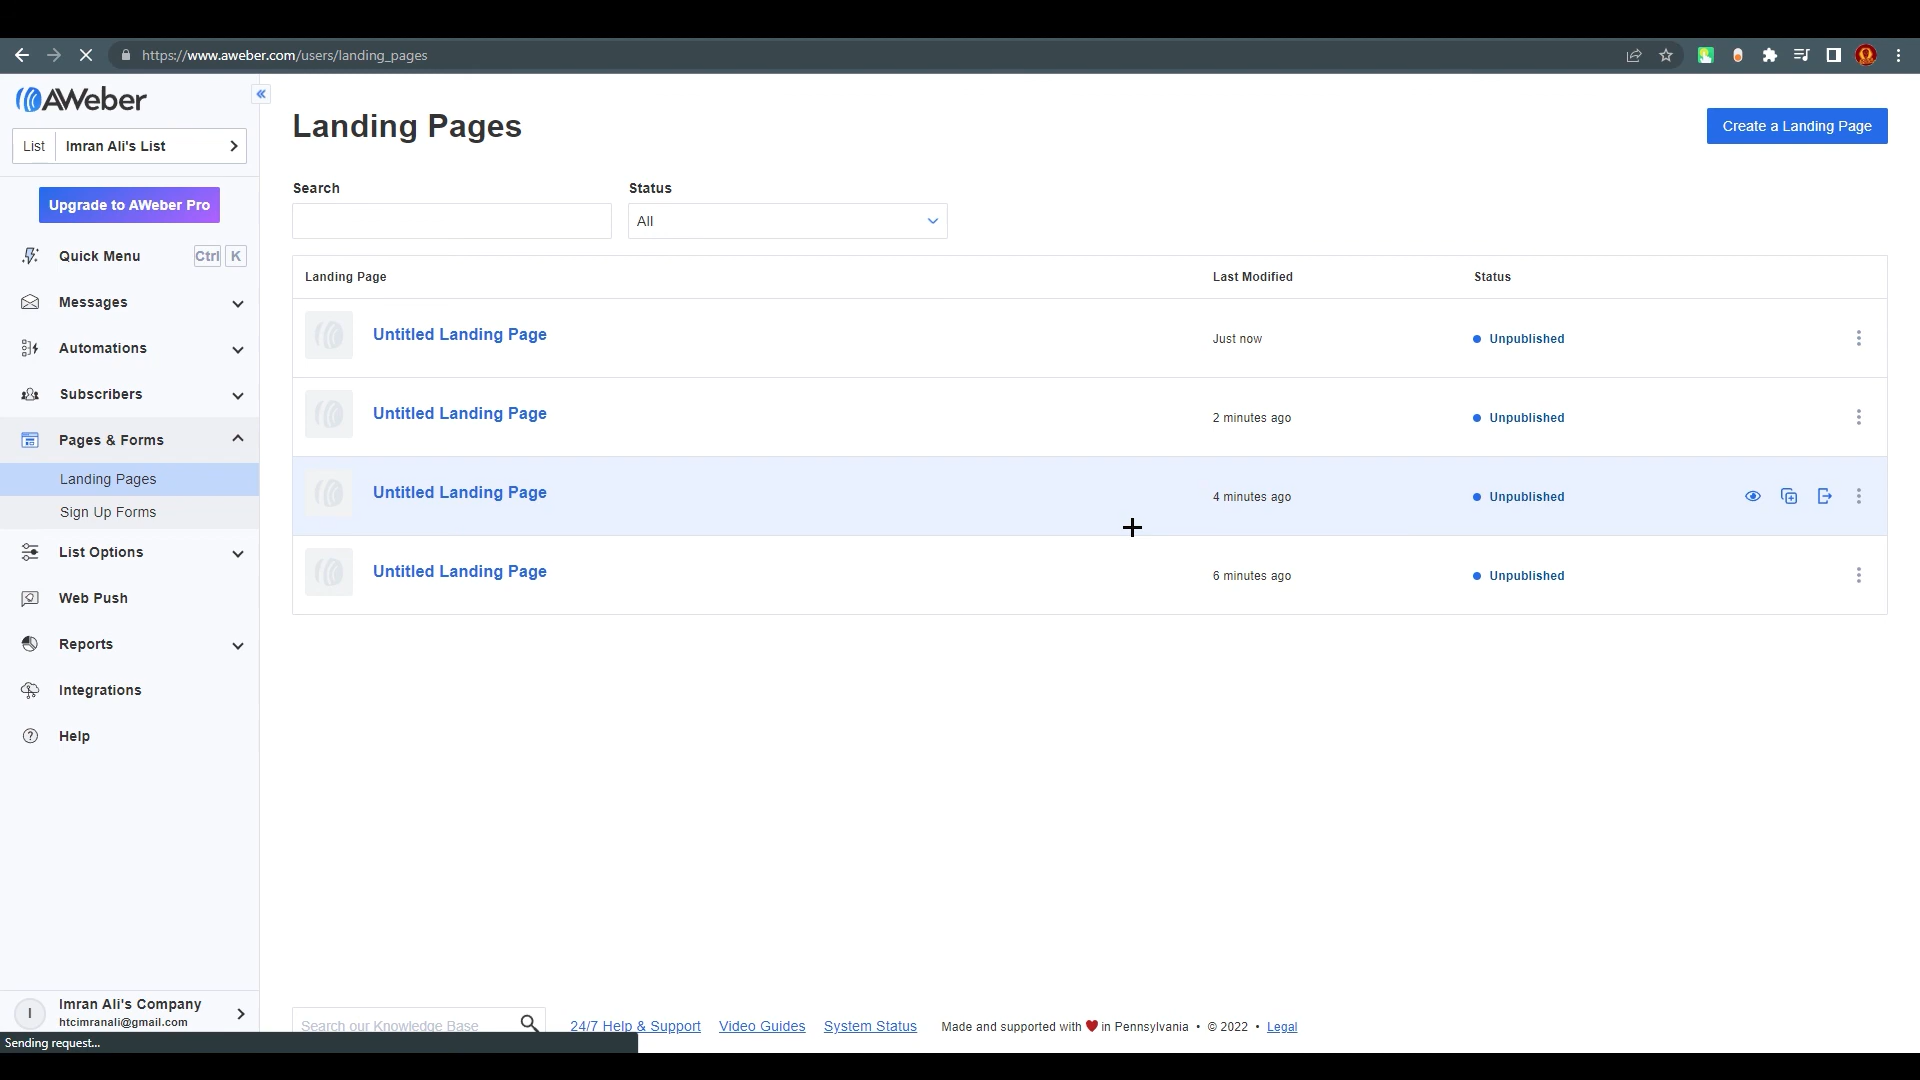 https://www.aweber.com/users/landing_pages
AWeber
List Imran Ali's List
Upgrade to AWeber Pro
Quick Menu Ctrl K
Messages
Automations
Subscribers
Pages & Forms
Landing Pages
Sign Up Forms
List Options
Web Push
Reports
Integrations
Help
I
Imran Ali's Company
htcimranali@gmail.com
Sending request...
Landing Pages
Create a Landing Page
Search Status
All
Landing Page Last Modified Status
Untitled Landing Page Just now Unpublished
Untitled Landing Page 2 minutes ago Unpublished
Untitled Landing Page 4 minutes ago Unpublished
Untitled Landing Page 6 minutes ago Unpublished
Search our Knowledge Base 24/7 Help & Support Video Guides System Status Made and supported with ❤ in Pennsylvania • © 2022 • Legal